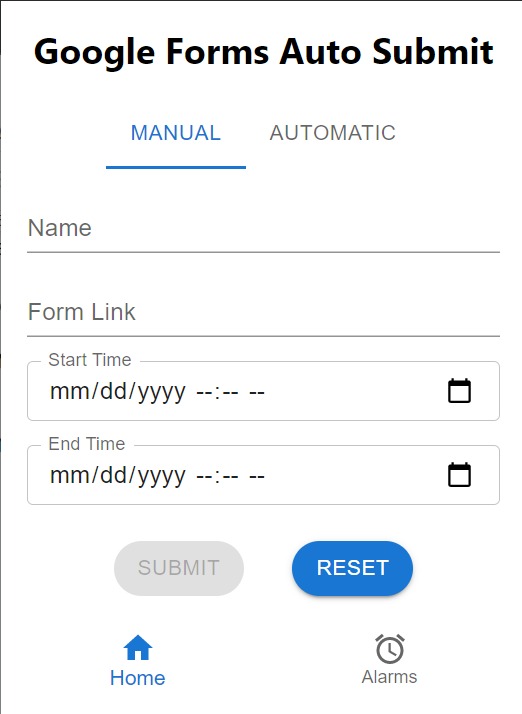 Google Forms Auto Submit
MANUAL AUTOMATIC
Name
Form Link
Start Time
mm/dd/yyyy --:-- --
End Time
mm/dd/yyyy --:-- --
SUBMIT RESET
Home Alarms